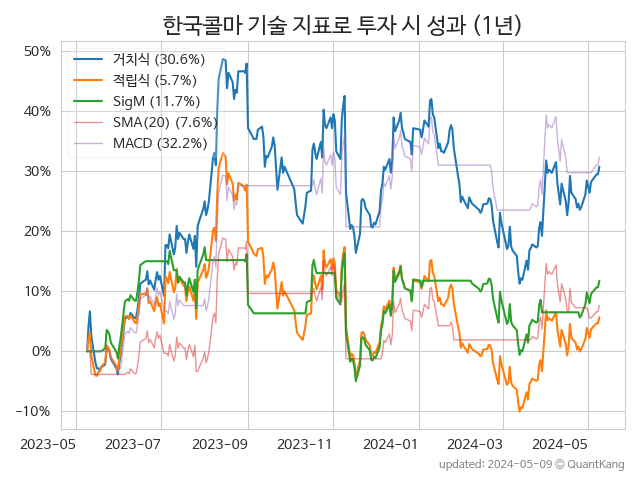 한국콜마 기술 지표로 투자 시 성과 (1년)
50%
40%
30%
20%
10%
0%
−10%
거치식 (30.6%)
적립식 (5.7%)
SigM (11.7%)
SMA(20) (7.6%)
MACD (32.2%)
2023-05 2023-07 2023-09 2023-11 2024-01 2024-03 2024-05
updated: 2024-05-09 © QuantKang